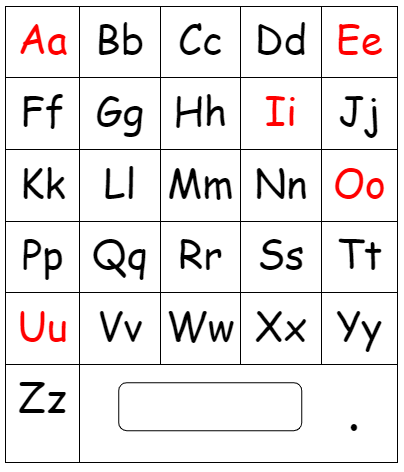 Aa Bb Cc Dd Ee
Ff Gg Hh Ii Jj
Kk Ll Mm Nn Oo
Pp Qq Rr Ss Tt
Uu Vv Ww Xx Yy
Zz .